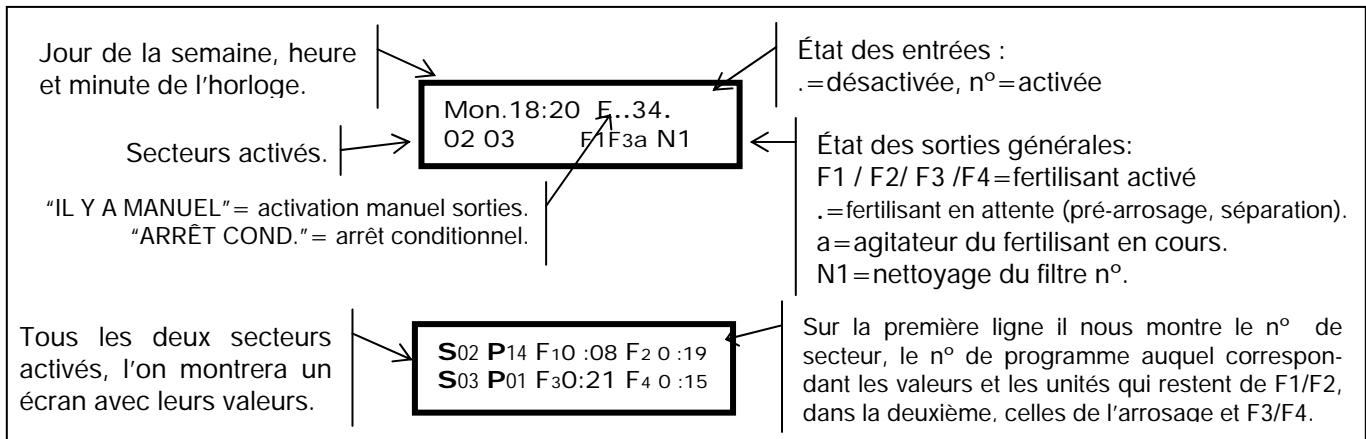 Jour de la semaine, heure
et minute de l'horloge.
État des entrées :
.=désactivée, nº=activée
Mon.18:20 E..34.
02 03 F1F3a N1
Secteurs activés.
État des sorties générales:
F1 / F2/ F3 /F4=fertilisant activé
.=fertilisant en attente (pré-arrosage, séparation).
a=agitateur du fertilisant en cours.
N1=nettoyage du filtre nº.
"IL Y A MANUEL"= activation manuel sorties.
"ARRÊT COND."= arrêt conditionnel.
Tous les deux secteurs
activés, l'on montrera un
écran avec leurs valeurs.
S02 P14 F10 :08 F2 0 :19
S03 P01 F30:21 F4 0 :15
Sur la première ligne il nous montre le nº de
secteur, le nº de programme auquel correspon-
dant les valeurs et les unités qui restent de F1/F2,
dans la deuxième, celles de l'arrosage et F3/F4.